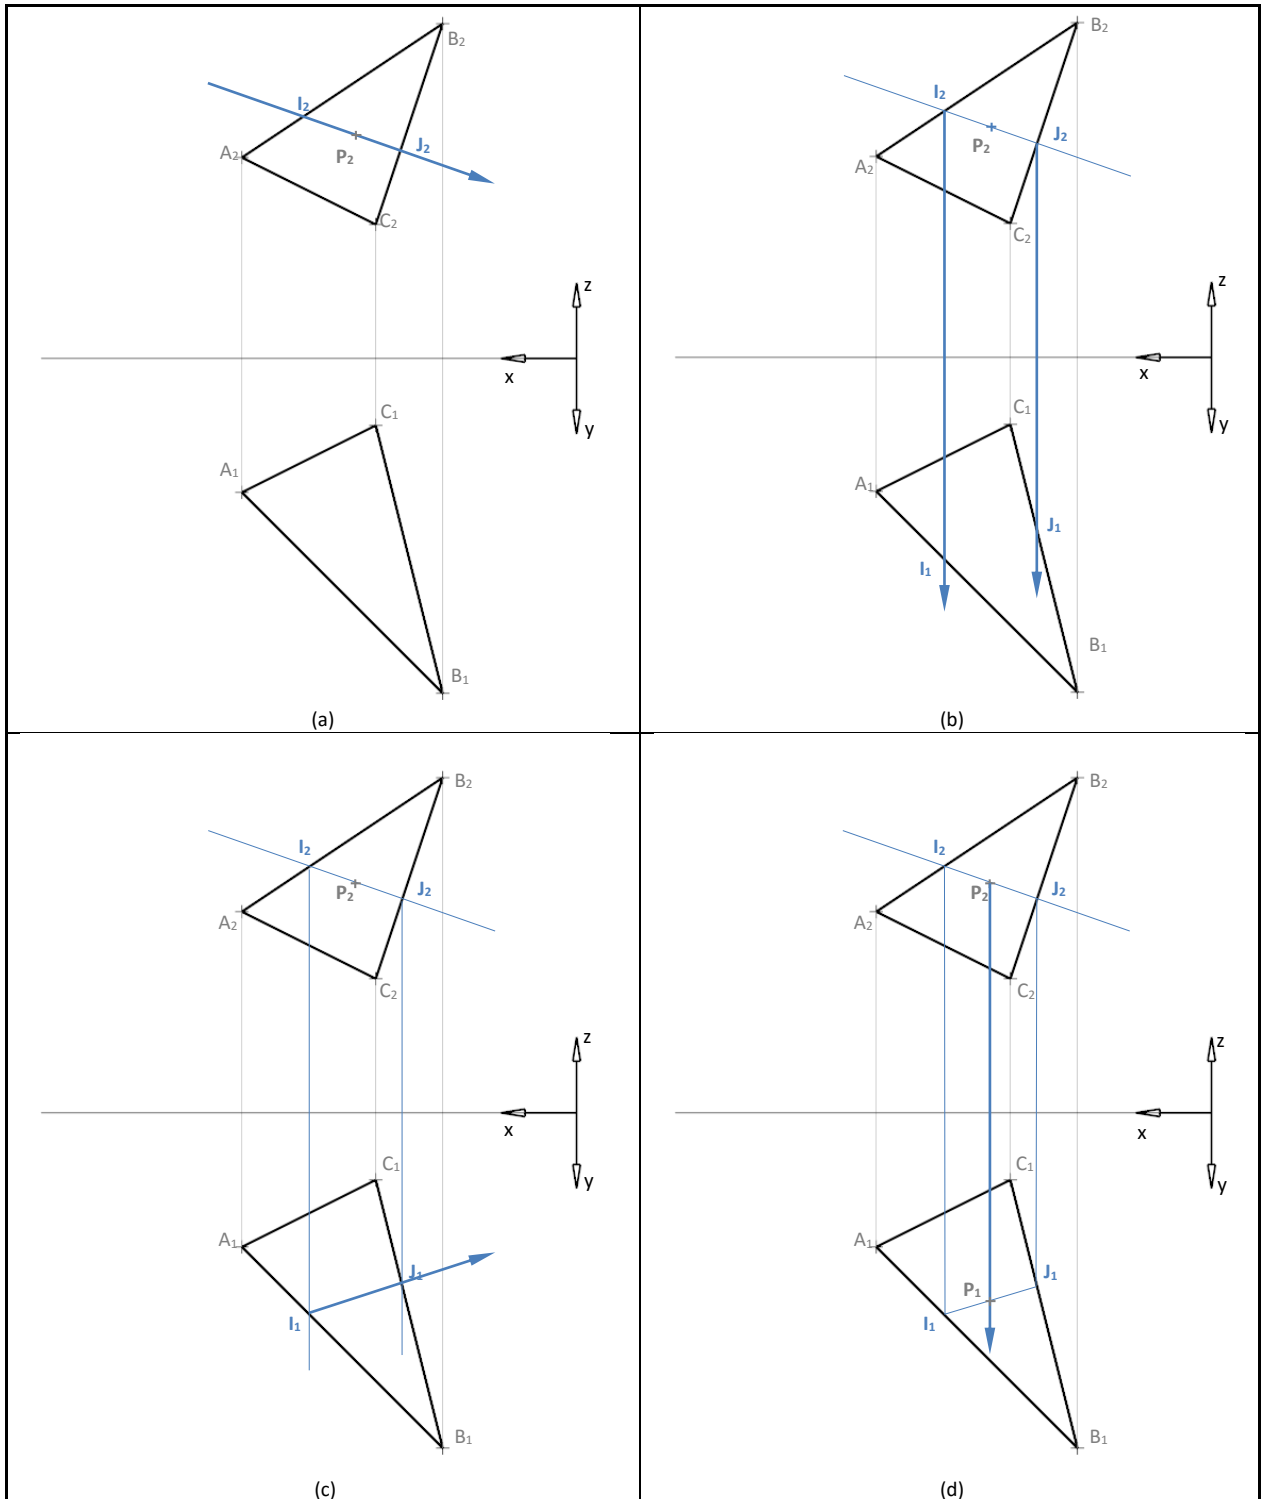 B₂
I₂
J₂
P₂
A₂
C₂
z
x
y
C₁
A₁
B₁
(a)
B₂
I₂
J₂
P₂
A₂
C₂
z
x
y
C₁
A₁
J₁
I₁
B₁
(b)
B₂
I₂
J₂
P₂
A₂
C₂
z
x
y
C₁
A₁
J₁
I₁
B₁
(c)
B₂
I₂
J₂
P₂
A₂
C₂
z
x
y
C₁
A₁
J₁
P₁
I₁
B₁
(d)